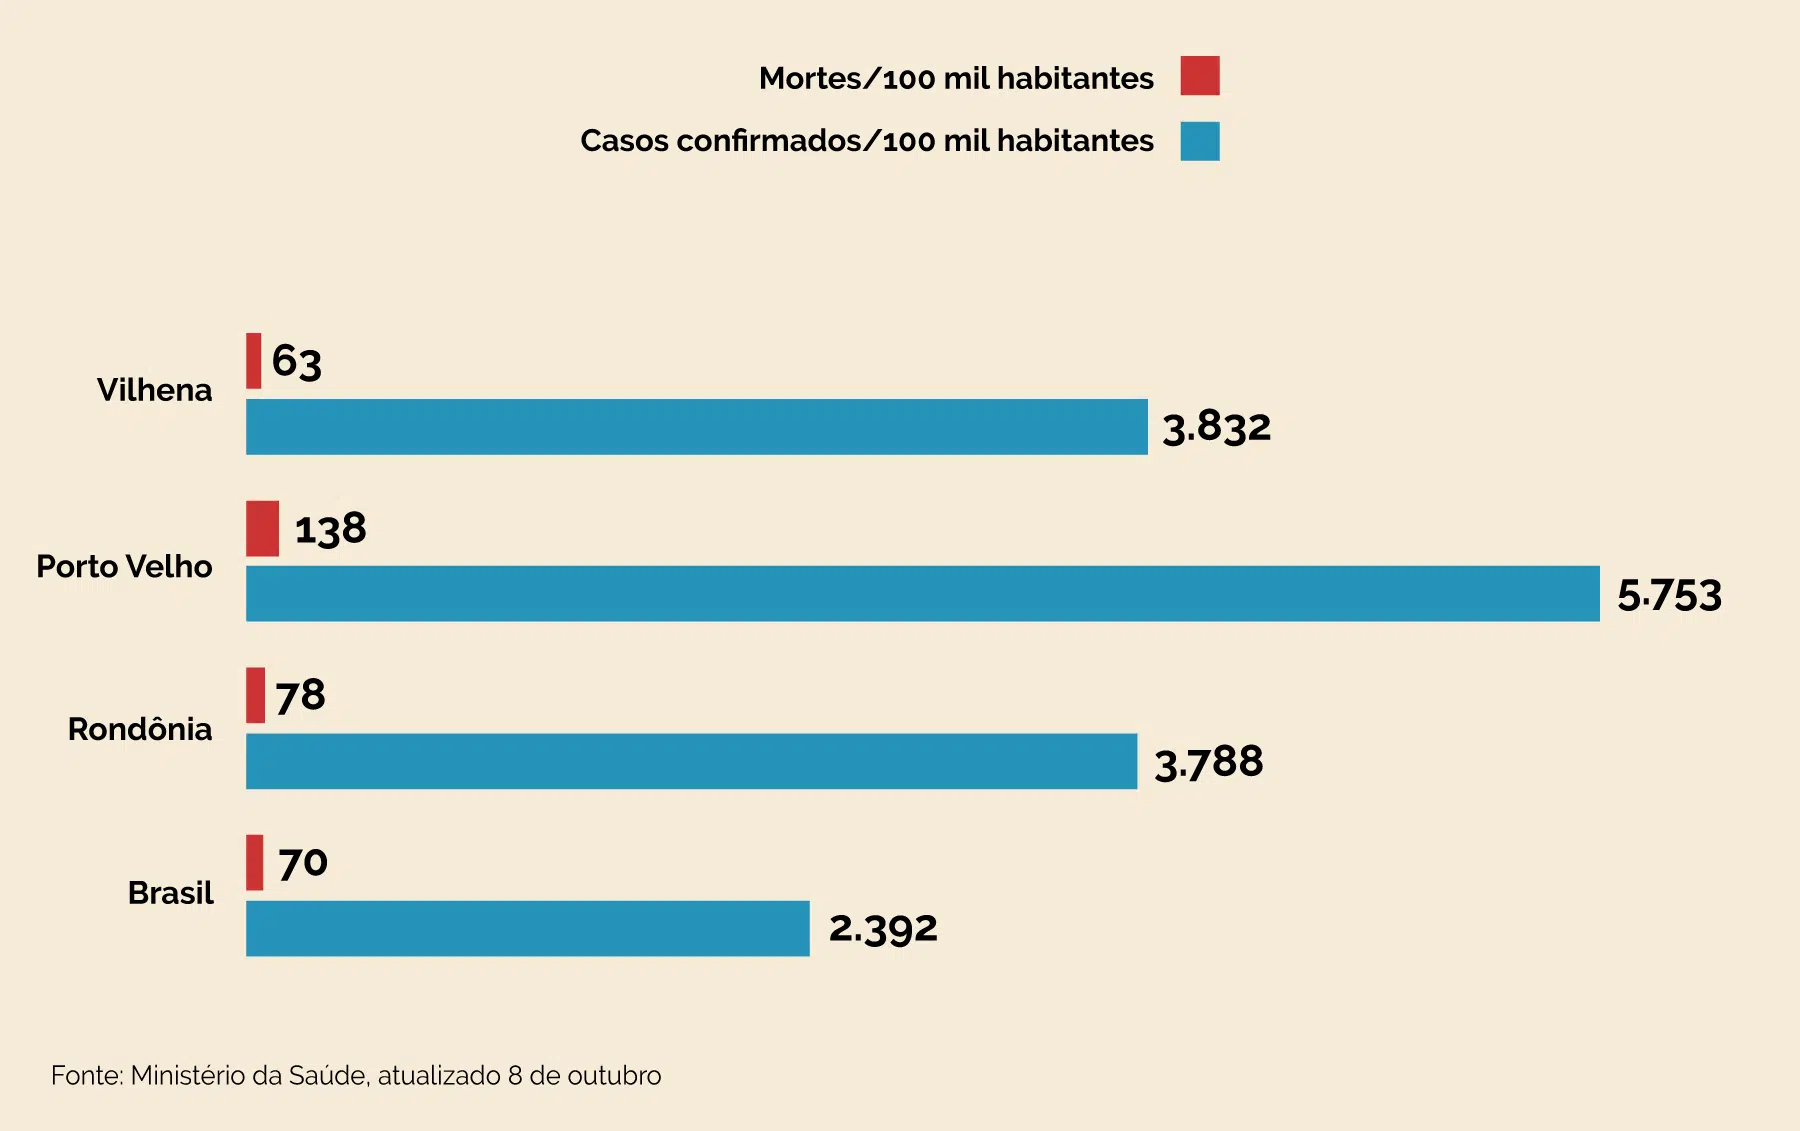 Mortes/100 mil habitantes
Casos confirmados/100 mil habitantes
Vilhena
63
3.832
Porto Velho
138
5.753
Rondônia
78
3.788
Brasil
70
2.392
Fonte: Ministério da Saúde, atualizado 8 de outubro